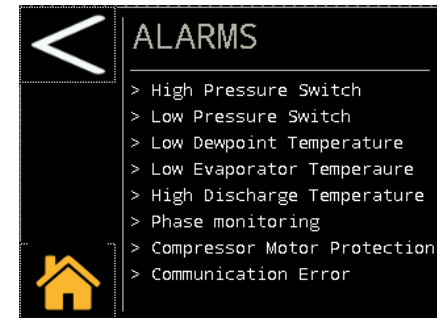 ALARMS
> High Pressure Switch
> Low Pressure Switch
> Low Dewpoint Temperature
> Low Evaporator Temperaure
> High Discharge Temperature
> Phase monitoring
> Compressor Motor Protection
> Communication Error